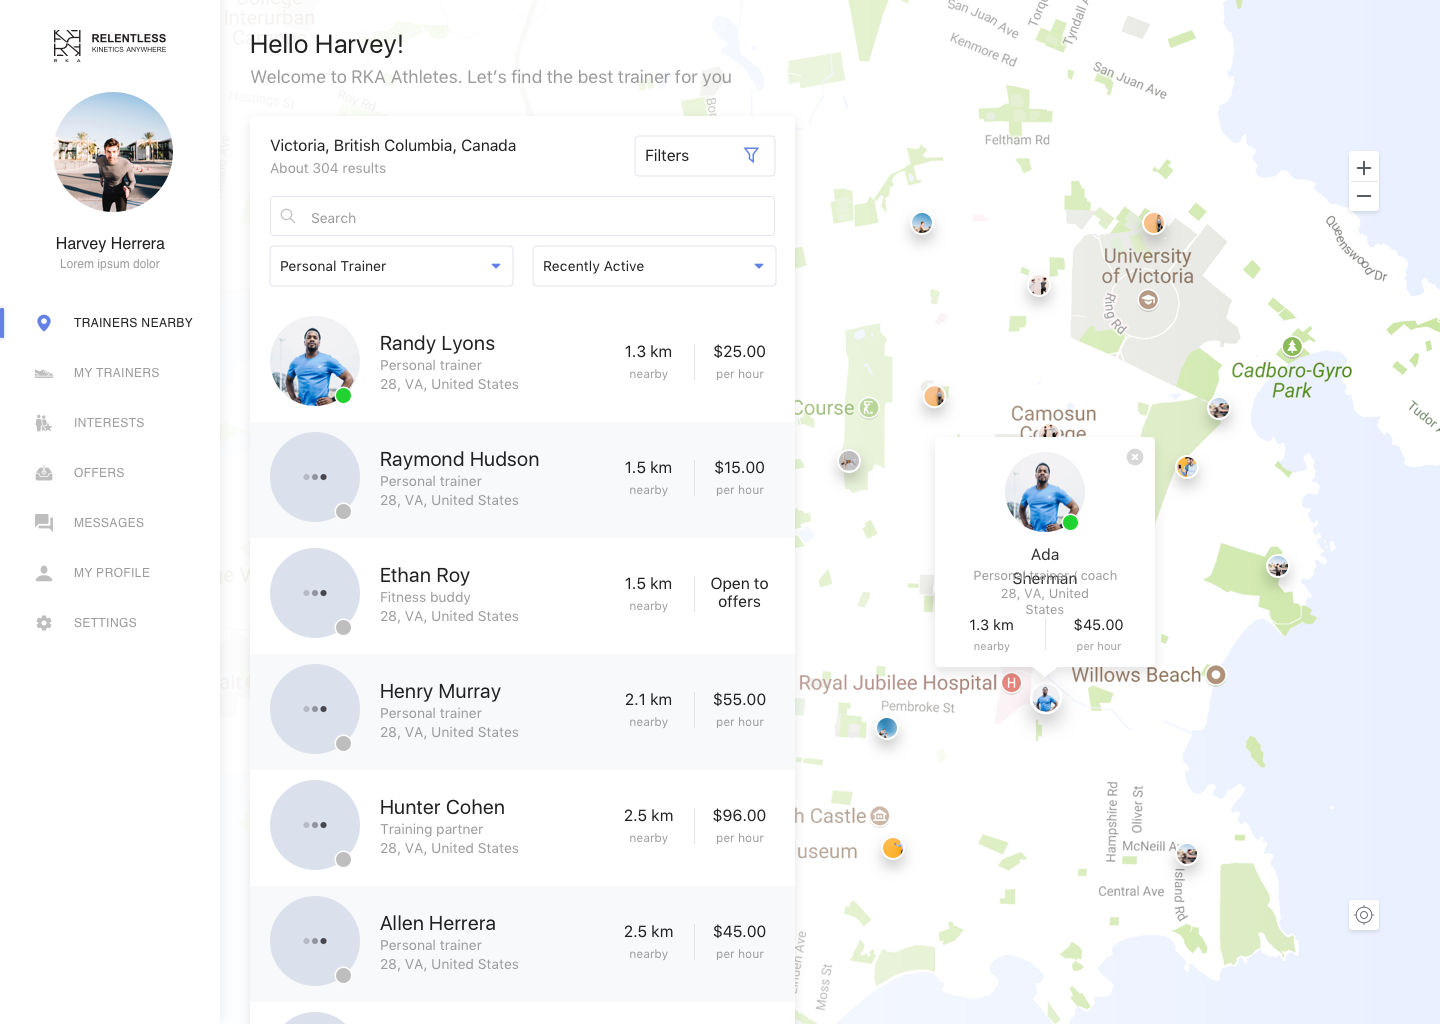 RELENTLESS
KINETICS ANYWHERE
RKA
Harvey Herrera
Lorem ipsum dolor
TRAINERS NEARBY
MY TRAINERS
INTERESTS
OFFERS
MESSAGES
MY PROFILE
SETTINGS
Hello Harvey!
Welcome to RKA Athletes. Let's find the best trainer for you
Victoria, British Columbia, Canada
About 304 results
Filters
Search
Personal Trainer
Recently Active
Randy Lyons
Personal trainer
28, VA, United States
1.3 km
nearby
$25.00
per hour
Raymond Hudson
Personal trainer
28, VA, United States
1.5 km
nearby
$15.00
per hour
Ethan Roy
Fitness buddy
28, VA, United States
1.5 km
nearby
Open to
offers
Henry Murray
Personal trainer
28, VA, United States
2.1 km
nearby
$55.00
per hour
Hunter Cohen
Training partner
28, VA, United States
2.5 km
nearby
$96.00
per hour
Allen Herrera
Personal trainer
28, VA, United States
2.5 km
nearby
$45.00
per hour
Interurban
Hastings St
Roy Rd
San Juan Ave
Kenmore Rd
Tyndall A
San Juan Ave
Feltham Rd
University
of Victoria
Ring Rd
Queenswood Dr
Cadboro-Gyro
Park
Tudor A
Course
Camosun
College
Ada
Sherman
Personal trainer / coach
28, VA, United
States
1.3 km
nearby
$45.00
per hour
Royal Jubilee Hospital
H
Willows Beach
Pembroke St
h Castle
useum
Hampshire Rd
Oliver St
McNeill A
Central Ave
Island Rd
Linden Ave
Moss St